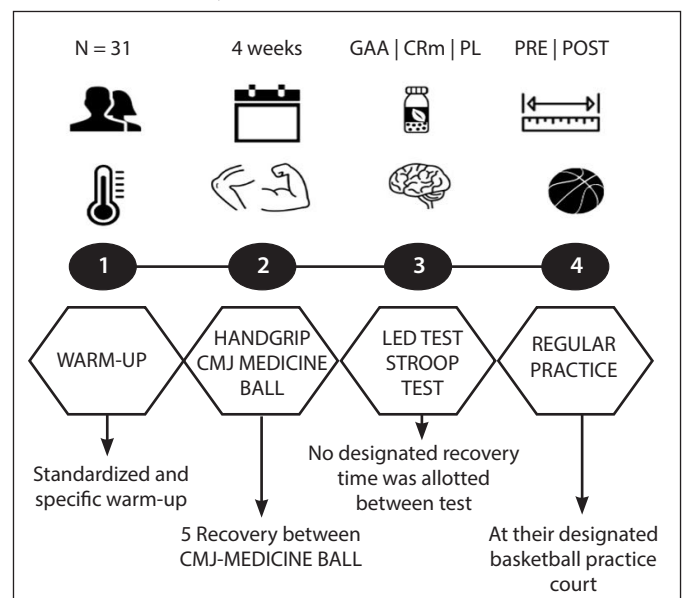 N = 31
4 weeks
GAA | CRm | PL
PRE | POST
1
2
3
4
WARM-UP
HANDGRIP
CMJ MEDICINE
BALL
LED TEST
STROOP
TEST
REGULAR
PRACTICE
Standardized and
specific warm-up
5 Recovery between
CMJ-MEDICINE BALL
No designated recovery
time was allotted
between test
At their designated
basketball practice
court